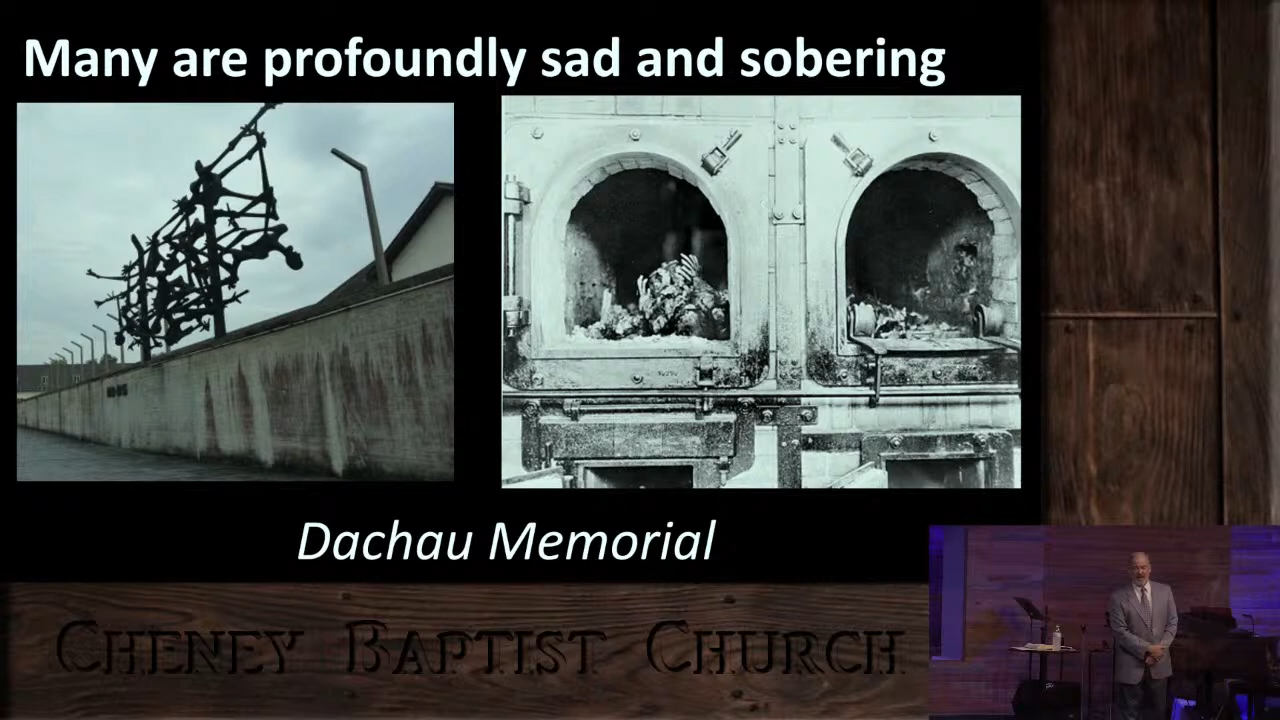 Many are profoundly sad and sobering
Dachau Memorial
CHENEY BAPTIST CHURCH